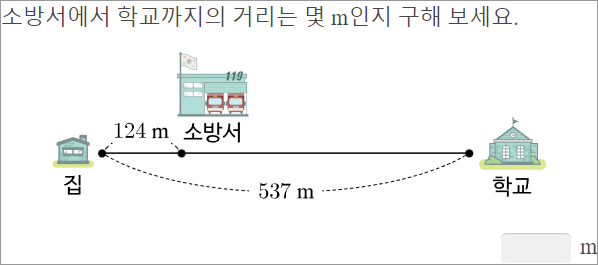 소방서에서 학교까지의 거리는 몇 m인지 구해 보세요.
119
124 m
소방서
집
537 m
학교
m